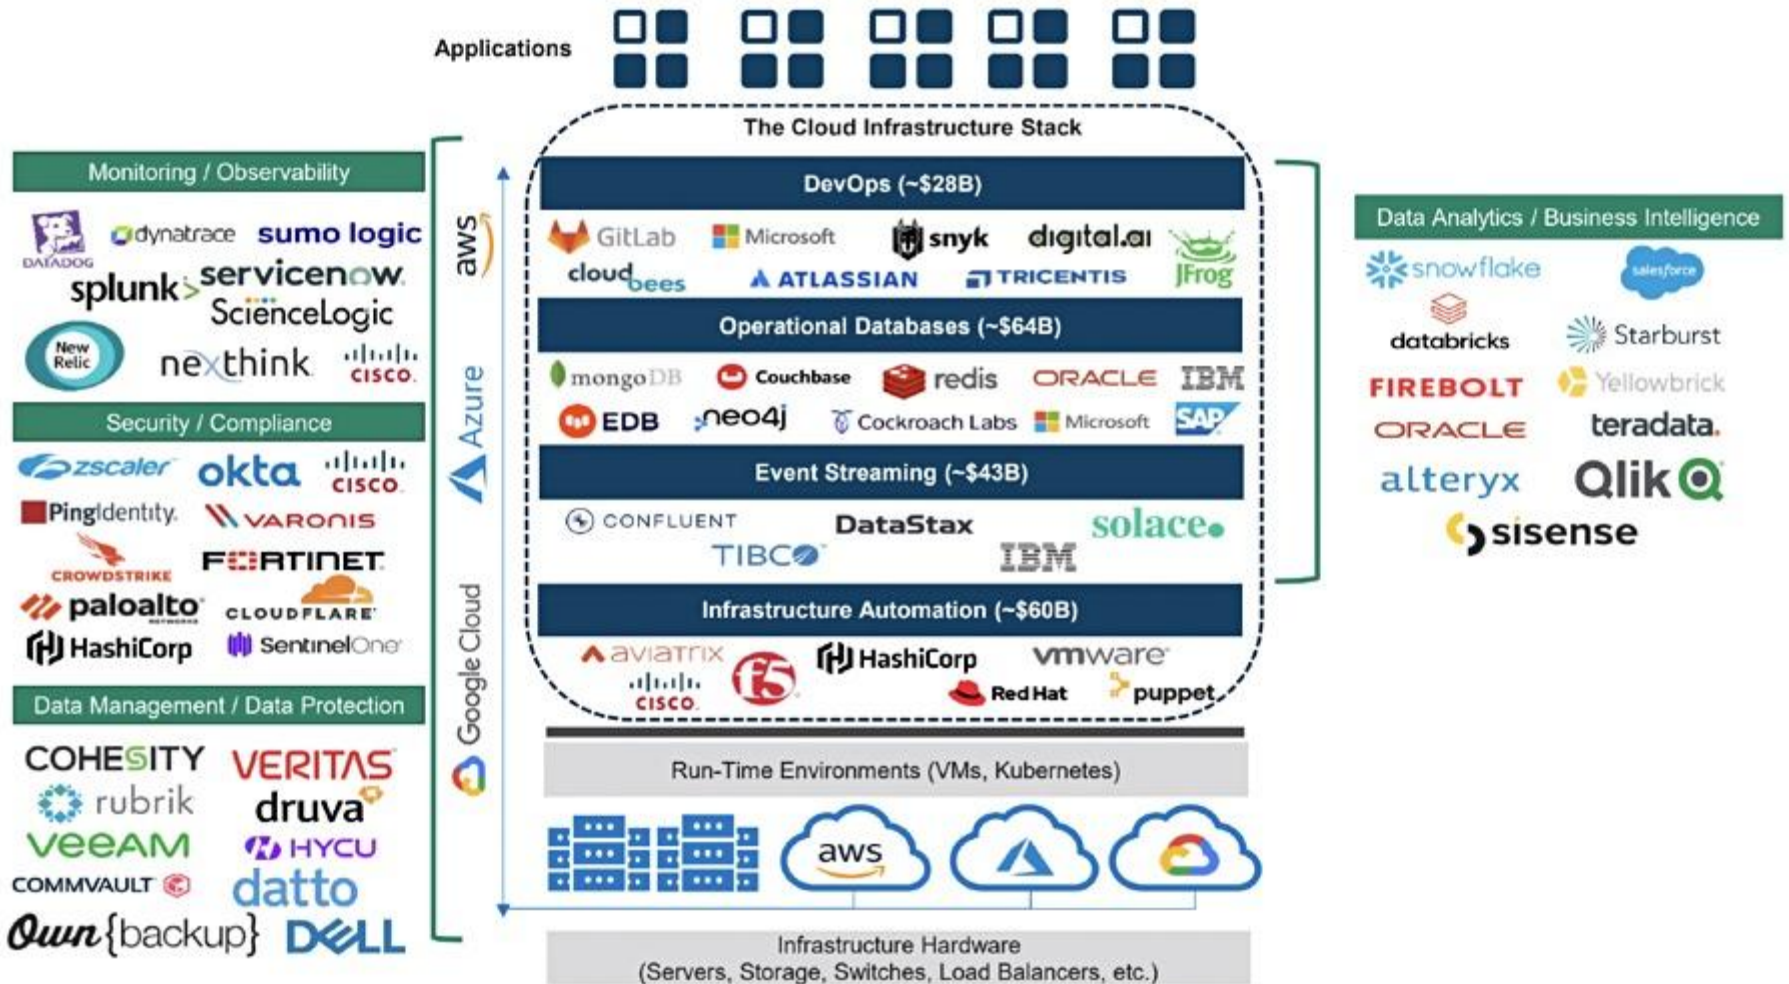 Applications
The Cloud Infrastructure Stack
Monitoring / Observability
DATADOG
dynatrace
sumo logic
splunk>
servicenow
ScienceLogic
New
Relic
nexthink
CISCO
Security / Compliance
zscaler
okta
CISCO
PingIdentity.
VARONIS
CROWDSTRIKE
FORTINET
paloalto
NETWORKS
CLOUDFLARE
HashiCorp
SentinelOne
Data Management / Data Protection
COHESITY
VERITAS
rubrik
druva
veeAM
HYCU
COMMVAULT
datto
Own {backup}
DELL
aws
Azure
Google Cloud
DevOps (~$28B)
GitLab
Microsoft
snyk
digital.ai
JFrog
cloud
bees
ATLASSIAN
TRICENTIS
Operational Databases (~$64B)
mongoDB
Couchbase
redis
ORACLE
IBM
EDB
neo4j
Cockroach Labs
Microsoft
SAP
Event Streaming (~$43B)
CONFLUENT
DataStax
solace.
TIBCO
IBM
Infrastructure Automation (~$60B)
aviatrix
f5
HashiCorp
vmware
CISCO
Red Hat
puppet
Run-Time Environments (VMs, Kubernetes)
aws
Infrastructure Hardware
(Servers, Storage, Switches, Load Balancers, etc.)
Data Analytics / Business Intelligence
snowflake
salesforce
databricks
Starburst
FIREBOLT
Yellowbrick
ORACLE
teradata.
alteryx
Qlik
sisense